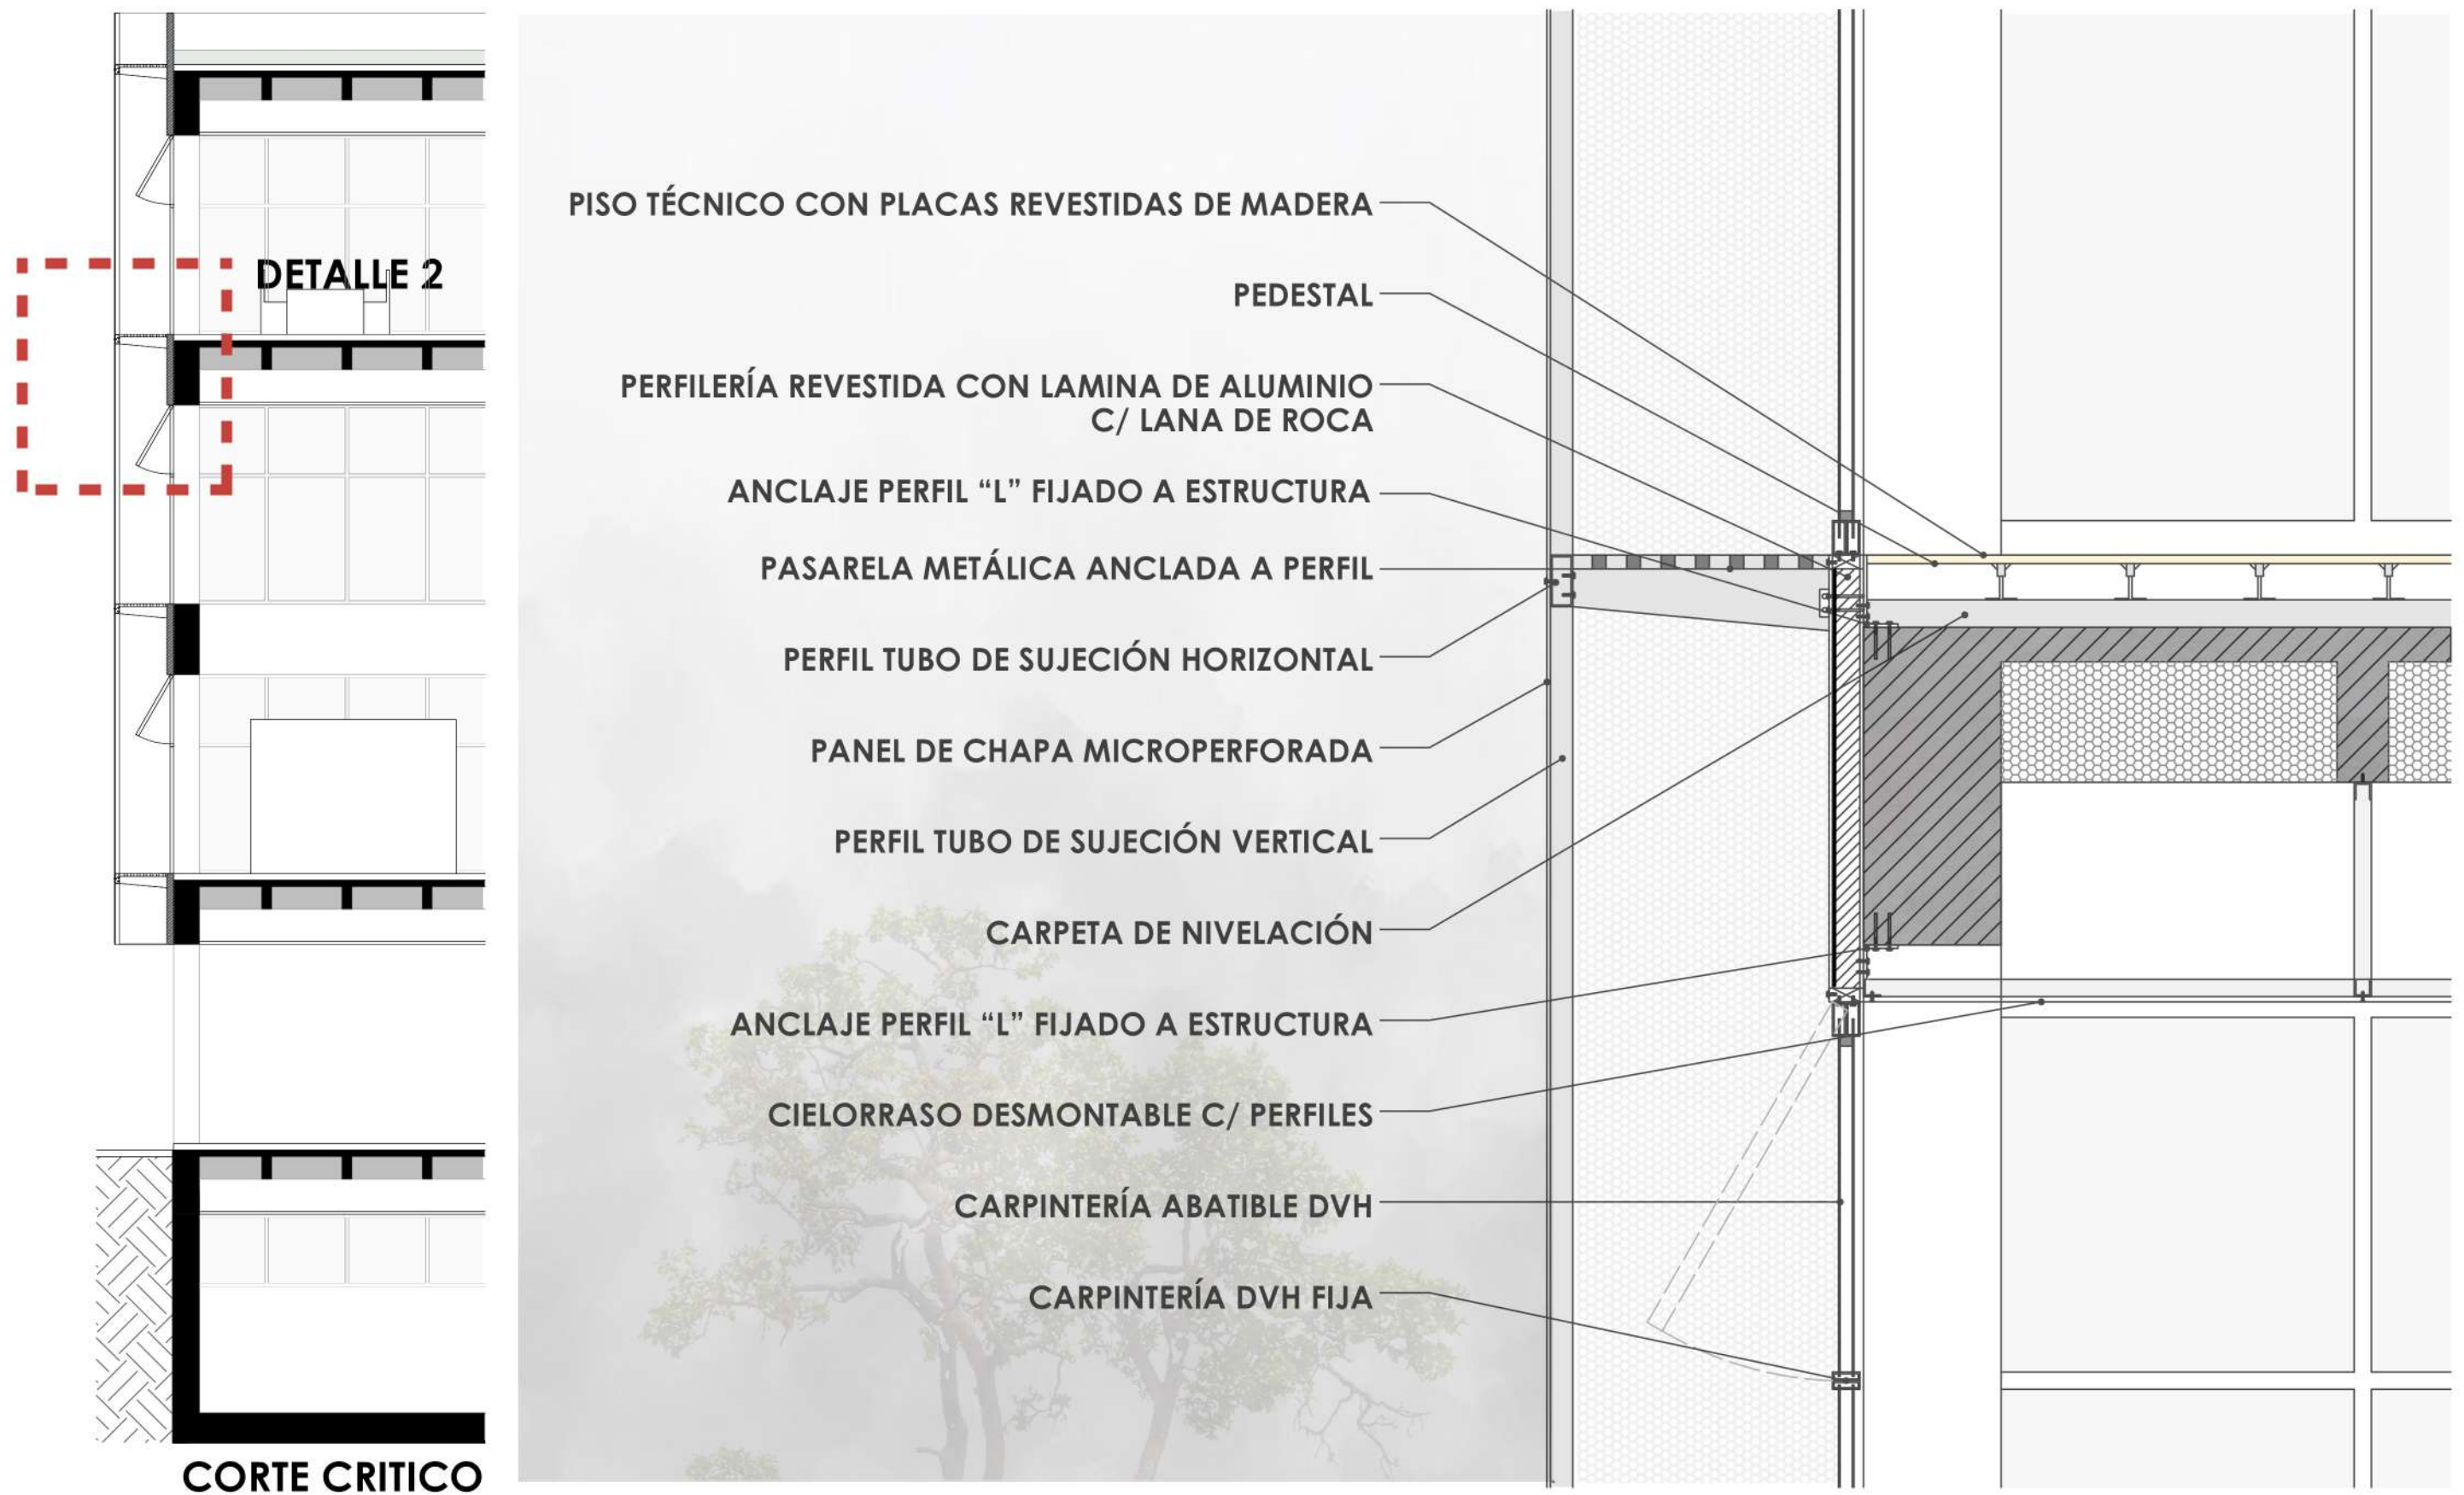 DETALLE 2
CORTE CRITICO
PISO TÉCNICO CON PLACAS REVESTIDAS DE MADERA
PEDESTAL
PERFILERÍA REVESTIDA CON LAMINA DE ALUMINIO
C/ LANA DE ROCA
ANCLAJE PERFIL “L” FIJADO A ESTRUCTURA
PASARELA METÁLICA ANCLADA A PERFIL
PERFIL TUBO DE SUJECIÓN HORIZONTAL
PANEL DE CHAPA MICROPERFORADA
PERFIL TUBO DE SUJECIÓN VERTICAL
CARPETA DE NIVELACIÓN
ANCLAJE PERFIL “L” FIJADO A ESTRUCTURA
CIELORRASO DESMONTABLE C/ PERFILES
CARPINTERÍA ABATIBLE DVH
CARPINTERÍA DVH FIJA